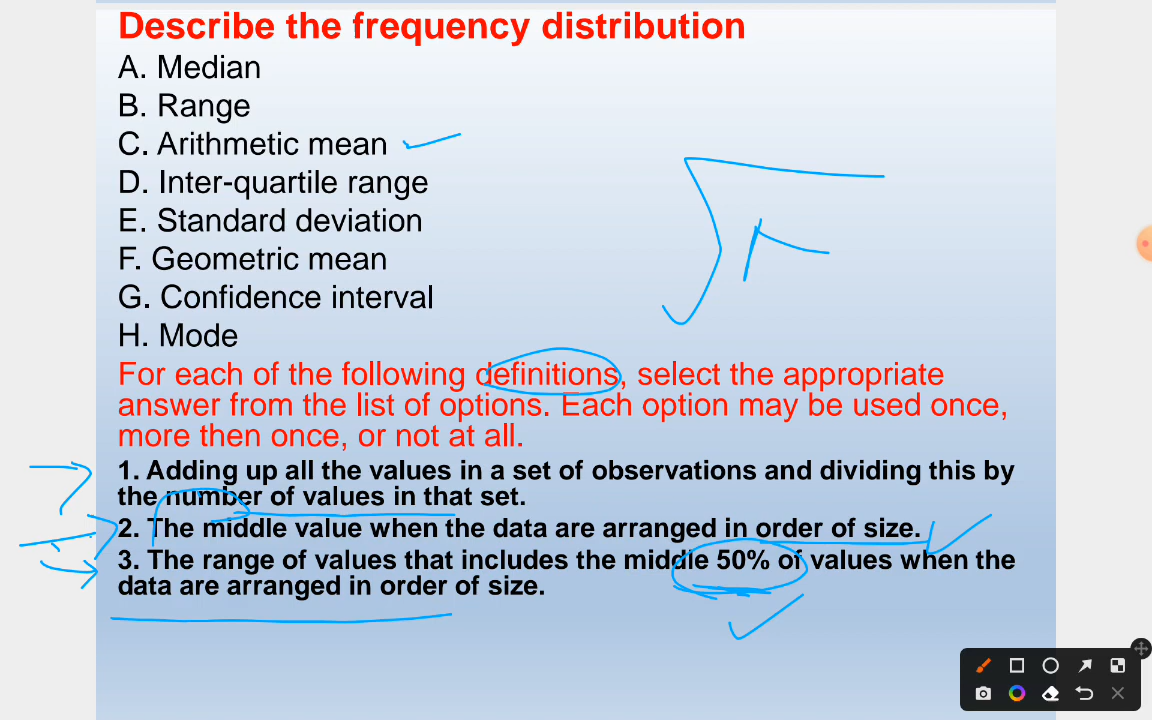 Describe the frequency distribution
A. Median
B. Range
C. Arithmetic mean
D. Inter-quartile range
E. Standard deviation
F. Geometric mean
G. Confidence interval
H. Mode
For each of the following definitions, select the appropriate
answer from the list of options. Each option may be used once,
more then once, or not at all.
1. Adding up all the values in a set of observations and dividing this by
the number of values in that set.
2. The middle value when the data are arranged in order of size.
3. The range of values that includes the middle 50% of values when the
data are arranged in order of size.